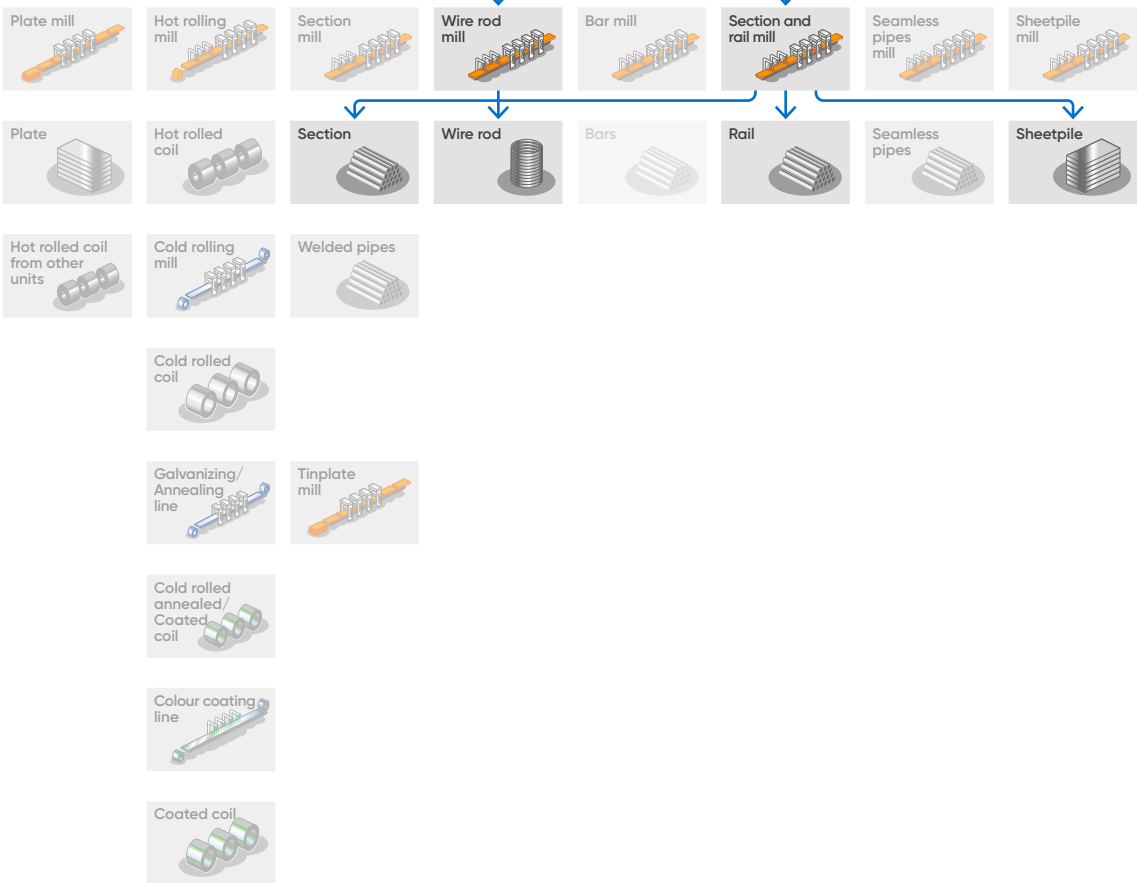 Plate mill
Hot rolling
mill
Section
mill
Wire rod
mill
Bar mill
Section and
rail mill
Seamless
pipes
mill
Sheetpile
mill
Plate
Hot rolled
coil
Section
Wire rod
Bars
Rail
Seamless
pipes
Sheetpile
Hot rolled coil
from other
units
Cold rolling
mill
Welded pipes
Cold rolled
coil
Galvanizing/
Annealing
line
Tinplate
mill
Cold rolled
annealed/
Coated
coil
Colour coating
line
Coated coil